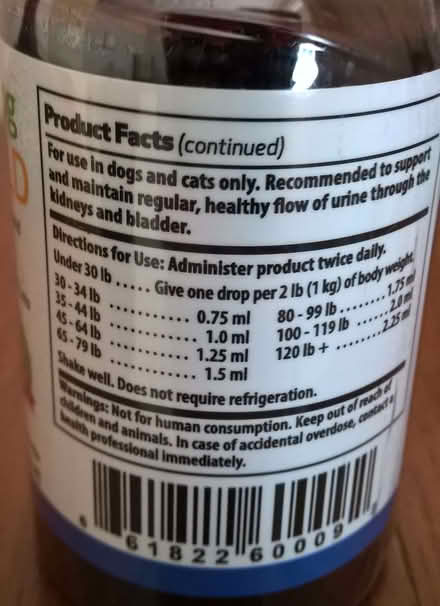 g
D
Product Facts (continued)
For use in dogs and cats only. Recommended to support
and maintain regular, healthy flow of urine through the
kidneys and bladder.
Directions for Use: Administer product twice daily.
Under 30 lb ..... Give one drop per 2 lb (1 kg) of body weight.
30 - 34 lb .............. 0.75 ml
35 - 44 lb .............. 1.0 ml
45 - 64 lb .............. 1.25 ml
65 - 79 lb .............. 1.5 ml
80 - 99 lb ........ 1.75 ml
100 - 119 lb ...... 2.0 ml
120 lb + ........ 2.25 ml
Shake well. Does not require refrigeration.
Warnings: Not for human consumption. Keep out of reach of
children and animals. In case of accidental overdose, contact a
health professional immediately.
6 61822 60009